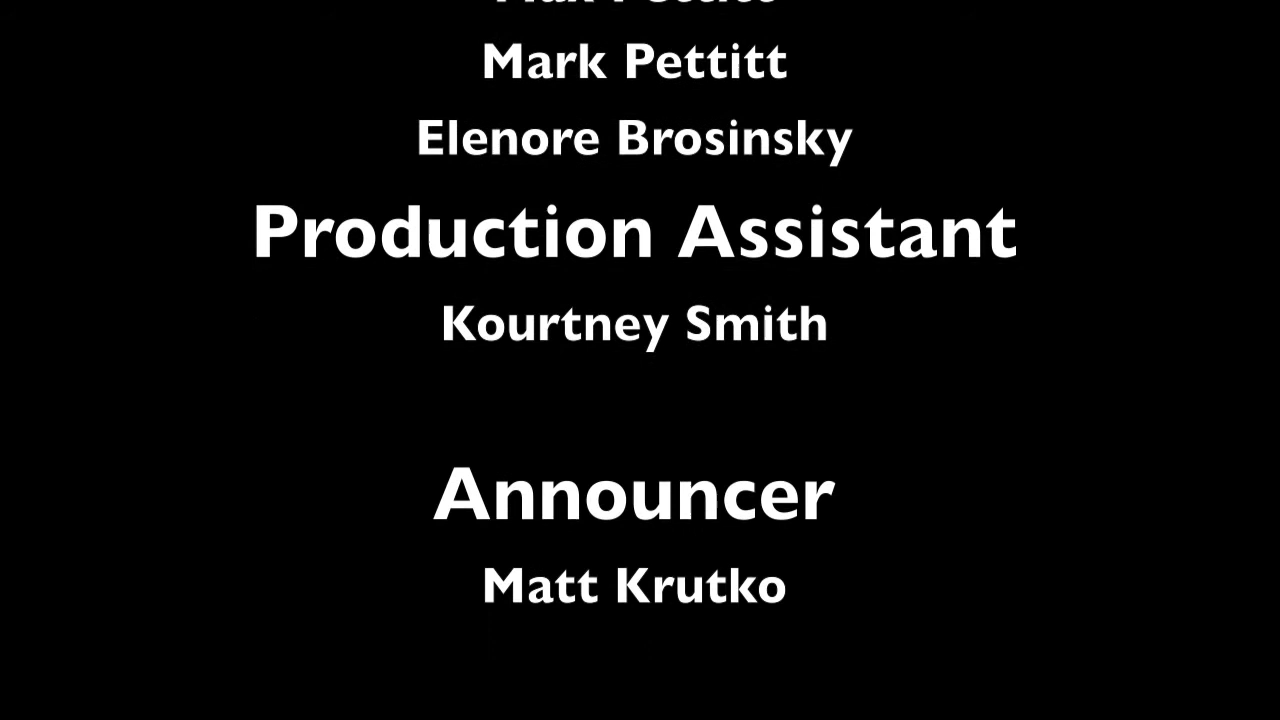 Mark Pettitt
Elenore Brosinsky
Production Assistant
Kourtney Smith
Announcer
Matt Krutko